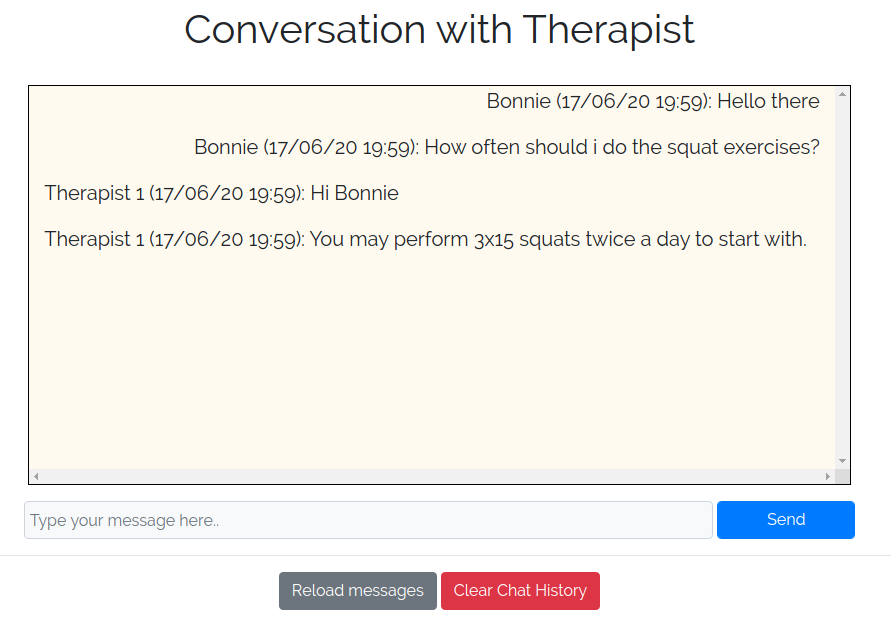 Conversation with Therapist
Bonnie (17/06/20 19:59): Hello there
Bonnie (17/06/20 19:59): How often should i do the squat exercises?
Therapist 1 (17/06/20 19:59): Hi Bonnie
Therapist 1 (17/06/20 19:59): You may perform 3x15 squats twice a day to start with.
Type your message here..
Send
Reload messages
Clear Chat History